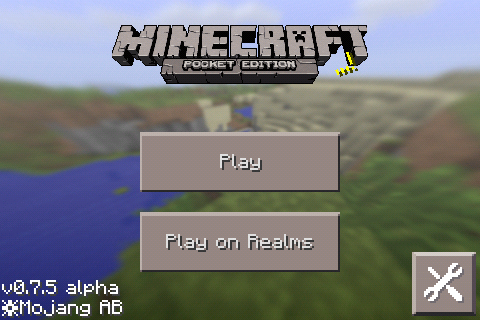 MINECRAFT
POCKET EDITION
Play
Play on Realms
v0.7.5 alpha
Mojang AB